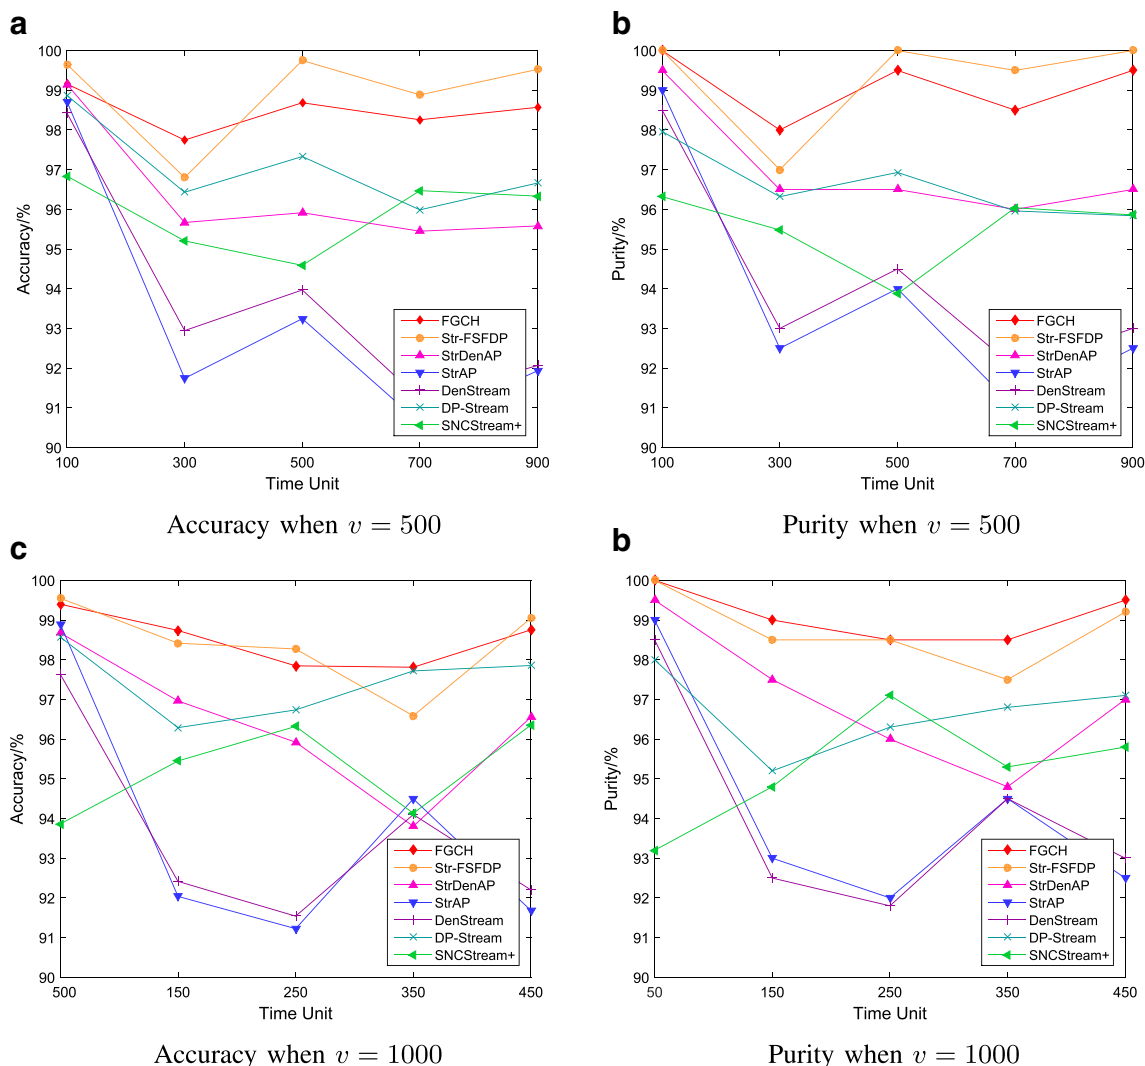 a
100
99
98
97
96
95
94
93
92
91
90
Accuracy/%
100 300 500 700 900
Time Unit
FGCH
Str-FSFDP
StrDenAP
StrAP
DenStream
DP-Stream
SNCStream+
Accuracy when v = 500
b
100
99
98
97
96
95
94
93
92
91
90
Purity/%
100 300 500 700 900
Time Unit
FGCH
Str-FSFDP
StrDenAP
StrAP
DenStream
DP-Stream
SNCStream+
Purity when v = 500
c
100
99
98
97
96
95
94
93
92
91
90
Accuracy/%
500 150 250 350 450
Time Unit
FGCH
Str-FSFDP
StrDenAP
StrAP
DenStream
DP-Stream
SNCStream+
Accuracy when v = 1000
b
100
99
98
97
96
95
94
93
92
91
90
Purity/%
50 150 250 350 450
Time Unit
FGCH
Str-FSFDP
StrDenAP
StrAP
DenStream
DP-Stream
SNCStream+
Purity when v = 1000